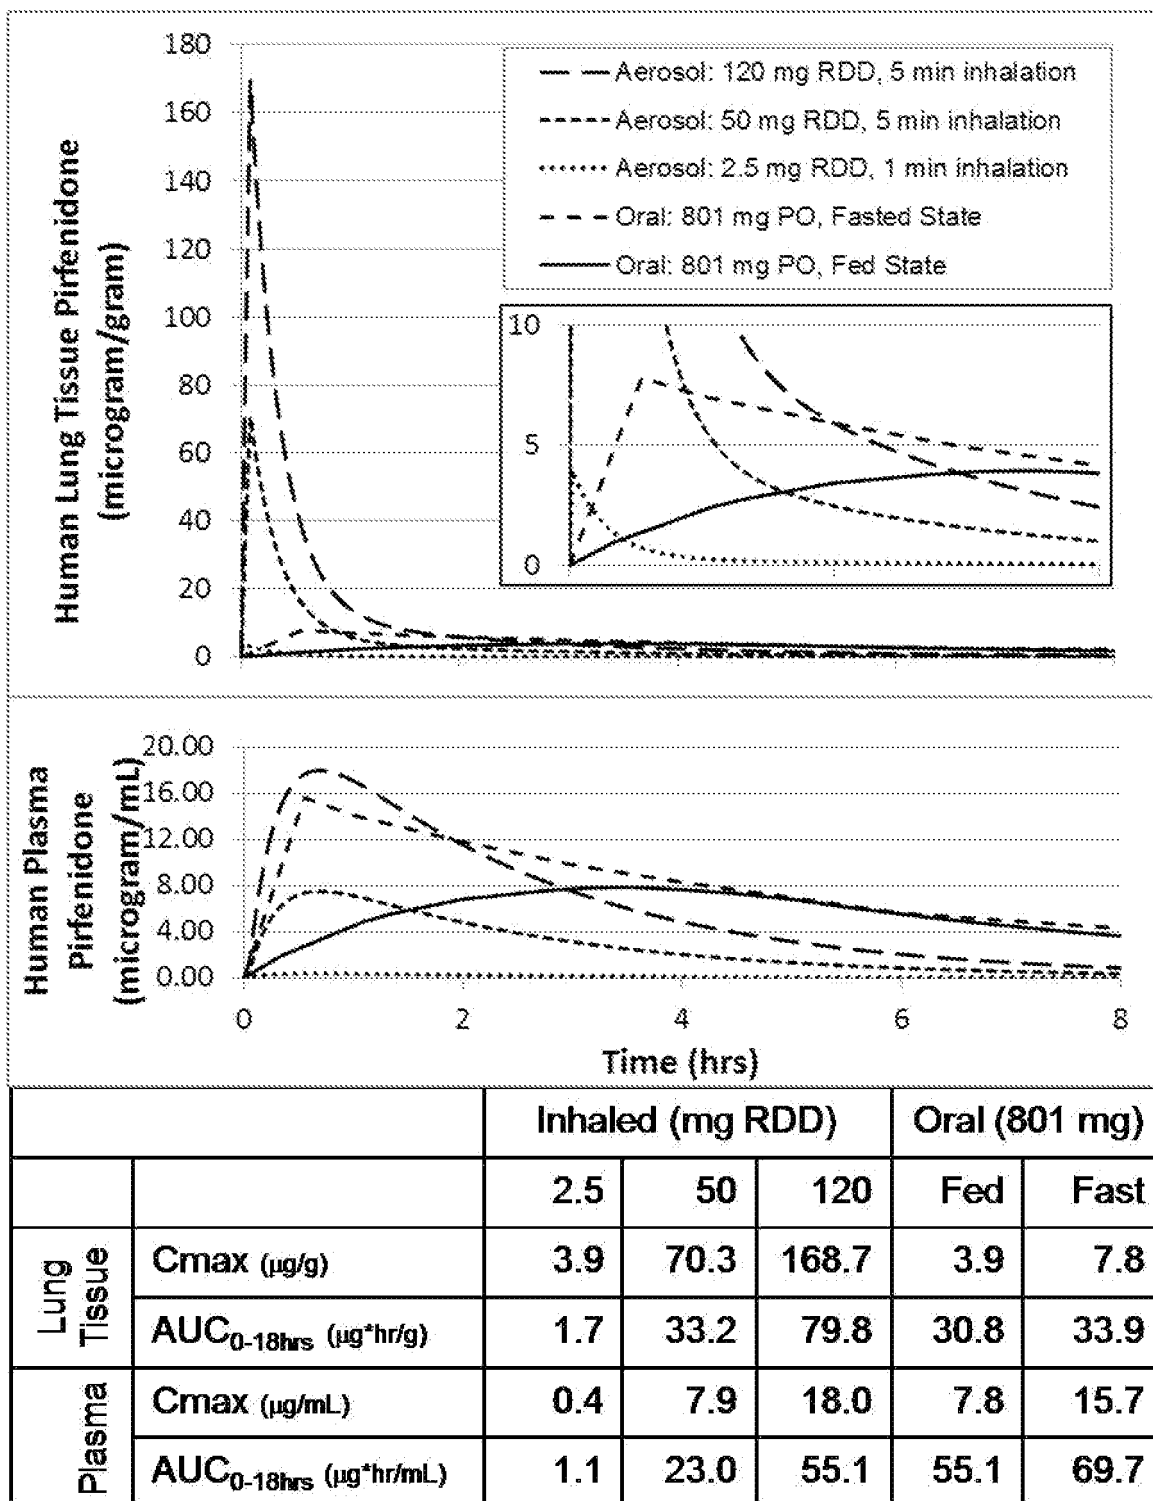 Human Lung Tissue Pirfenidone
(microgram/gram)
180
160
140
120
100
80
60
40
20
0
Aerosol: 120 mg RDD, 5 min inhalation
Aerosol: 50 mg RDD, 5 min inhalation
Aerosol: 2.5 mg RDD, 1 min inhalation
Oral: 801 mg PO, Fasted State
Oral: 801 mg PO, Fed State
10
5
0
2
4
6
8
Human Plasma
Pirfenidone
(microgram/mL)
20.00
16.00
12.00
8.00
4.00
0.00
0
2
4
6
8
Time (hrs)
Inhaled (mg RDD) Oral (801 mg)
2.5 50 120 Fed Fast
Lung
Tissue
Cmax (µg/g) 3.9 70.3 168.7 3.9 7.8
AUC0-18hrs (µg*hr/g) 1.7 33.2 79.8 30.8 33.9
Plasma
Cmax (µg/mL) 0.4 7.9 18.0 7.8 15.7
AUC0-18hrs (µg*hr/mL) 1.1 23.0 55.1 55.1 69.7